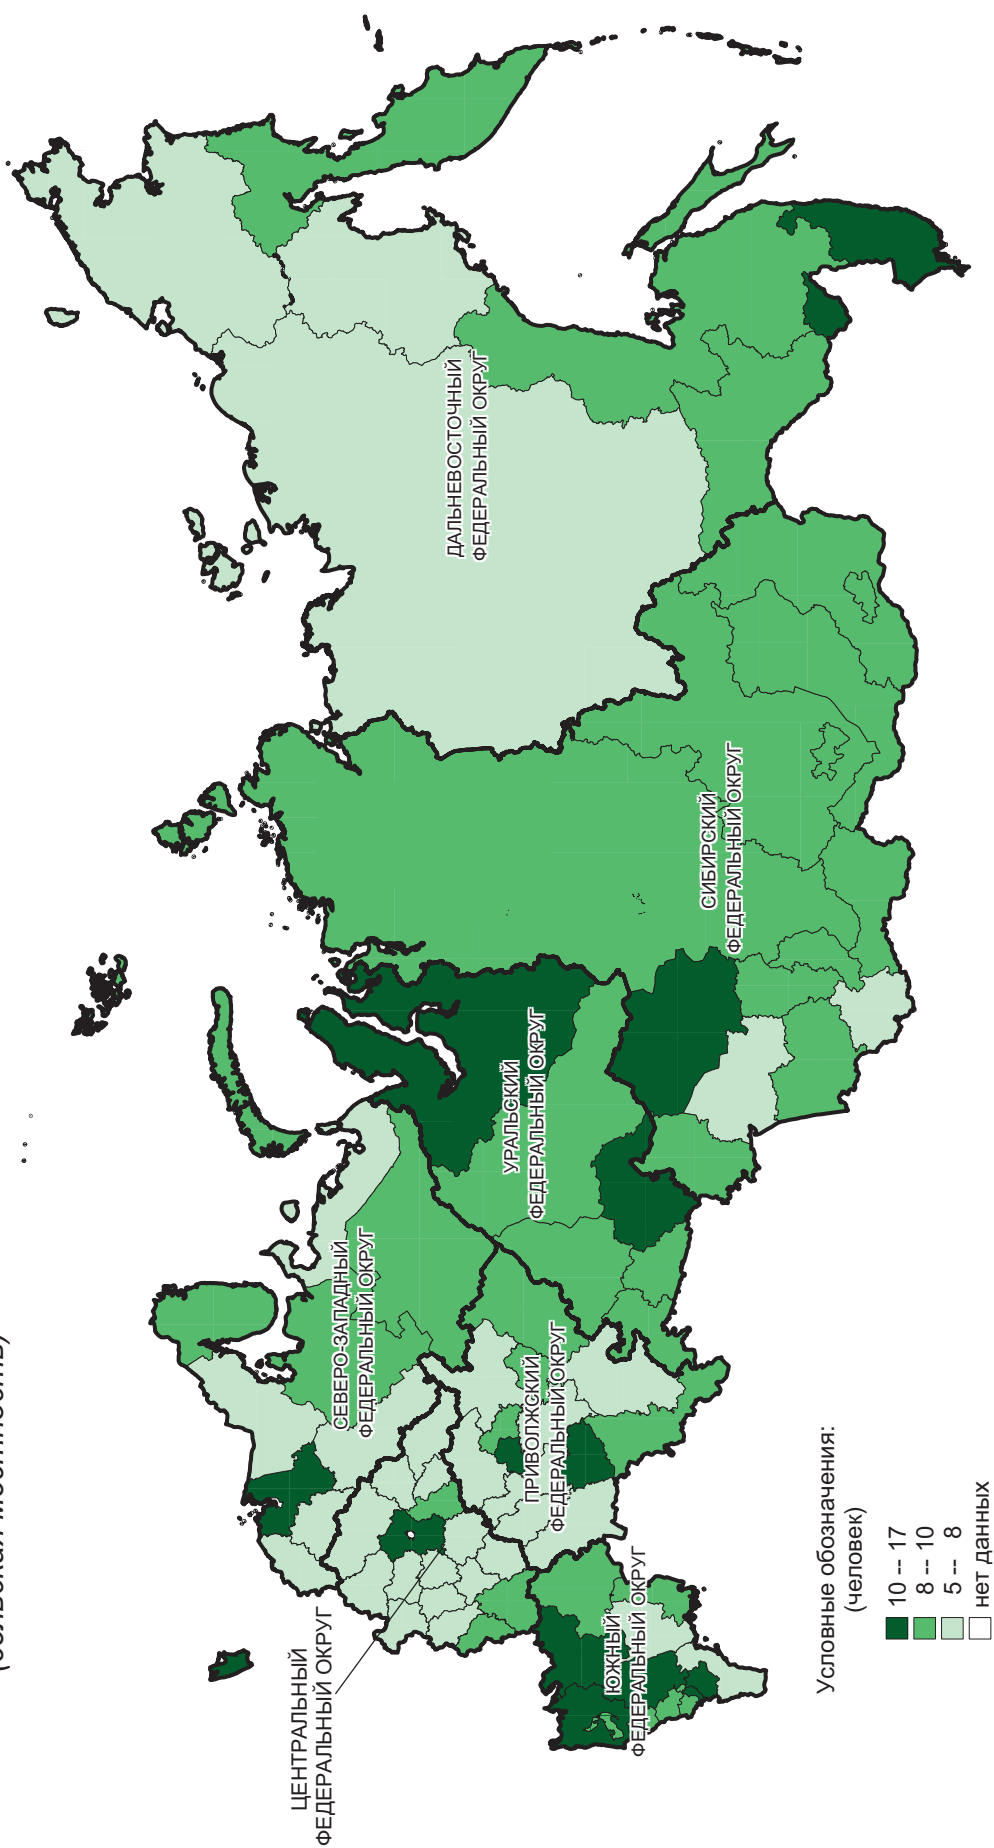 ЦЕНТРАЛЬНЫЙ
ФЕДЕРАЛЬНЫЙ ОКРУГ
СЕВЕРО-ЗАПАДНЫЙ
ФЕДЕРАЛЬНЫЙ ОКРУГ
ДАЛЬНЕВОСТОЧНЫЙ
ФЕДЕРАЛЬНЫЙ ОКРУГ
УРАЛЬСКИЙ
ФЕДЕРАЛЬНЫЙ ОКРУГ
ПРИВОЛЖСКИЙ
ФЕДЕРАЛЬНЫЙ ОКРУГ
ЮЖНЫЙ
ФЕДЕРАЛЬНЫЙ ОКРУГ
СИБИРСКИЙ
ФЕДЕРАЛЬНЫЙ ОКРУГ
Условные обозначения:
(человек)
10 -- 17
8 -- 10
5 -- 8
нет данных